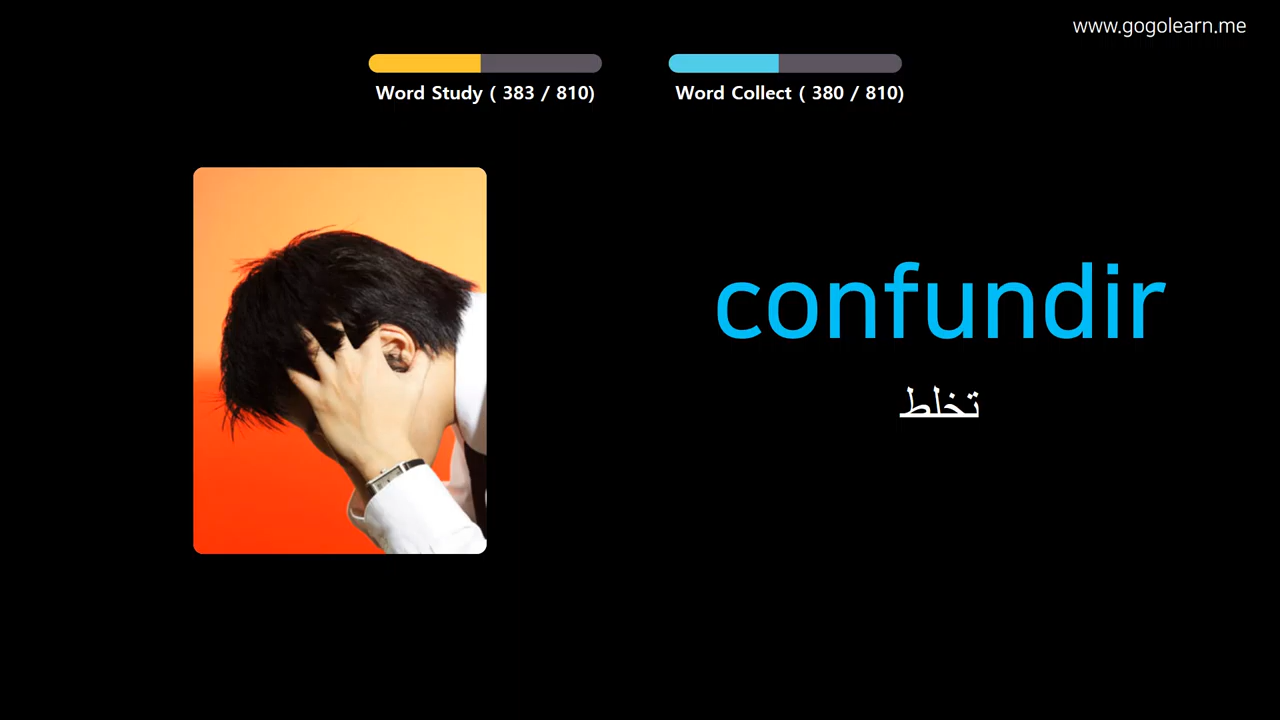 www.gogolearn.me
Word Study ( 383 / 810)
Word Collect ( 380 / 810)
confundir
تخلط